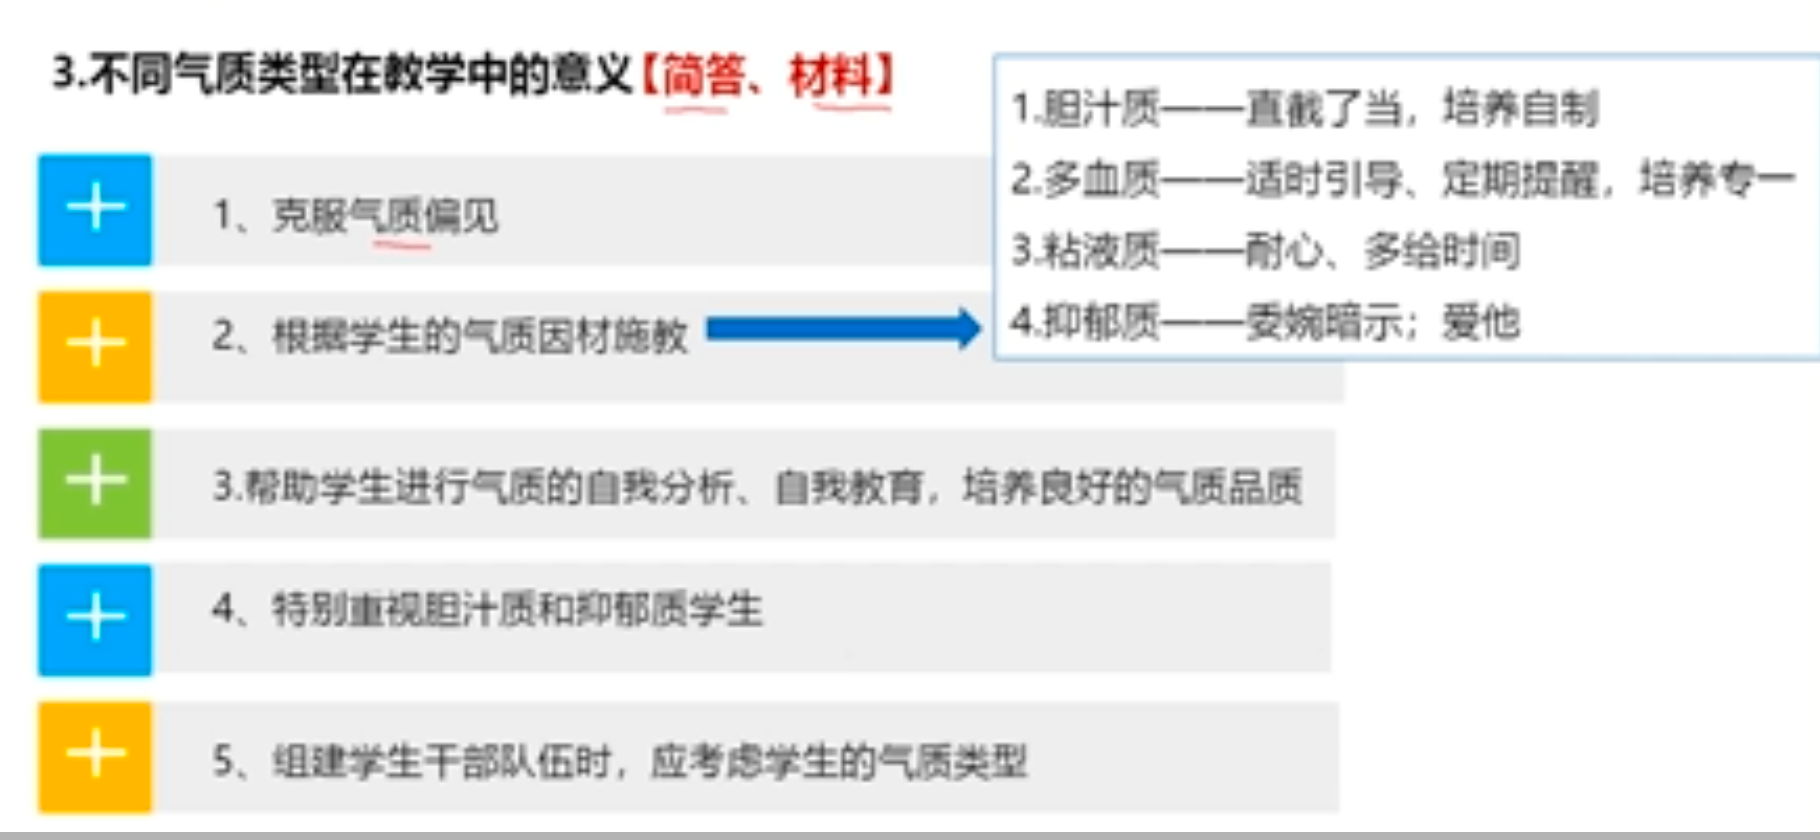 3.不同气质类型在教学中的意义【简答、材料】
1、克服气质偏见
2、根据学生的气质因材施教
1.胆汁质——直截了当，培养自制
2.多血质——适时引导、定期提醒，培养专一
3.粘液质——耐心、多给时间
4.抑郁质——委婉暗示；爱他
3.帮助学生进行气质的自我分析、自我教育，培养良好的气质品质
4、特别重视胆汁质和抑郁质学生
5、组建学生干部队伍时，应考虑学生的气质类型